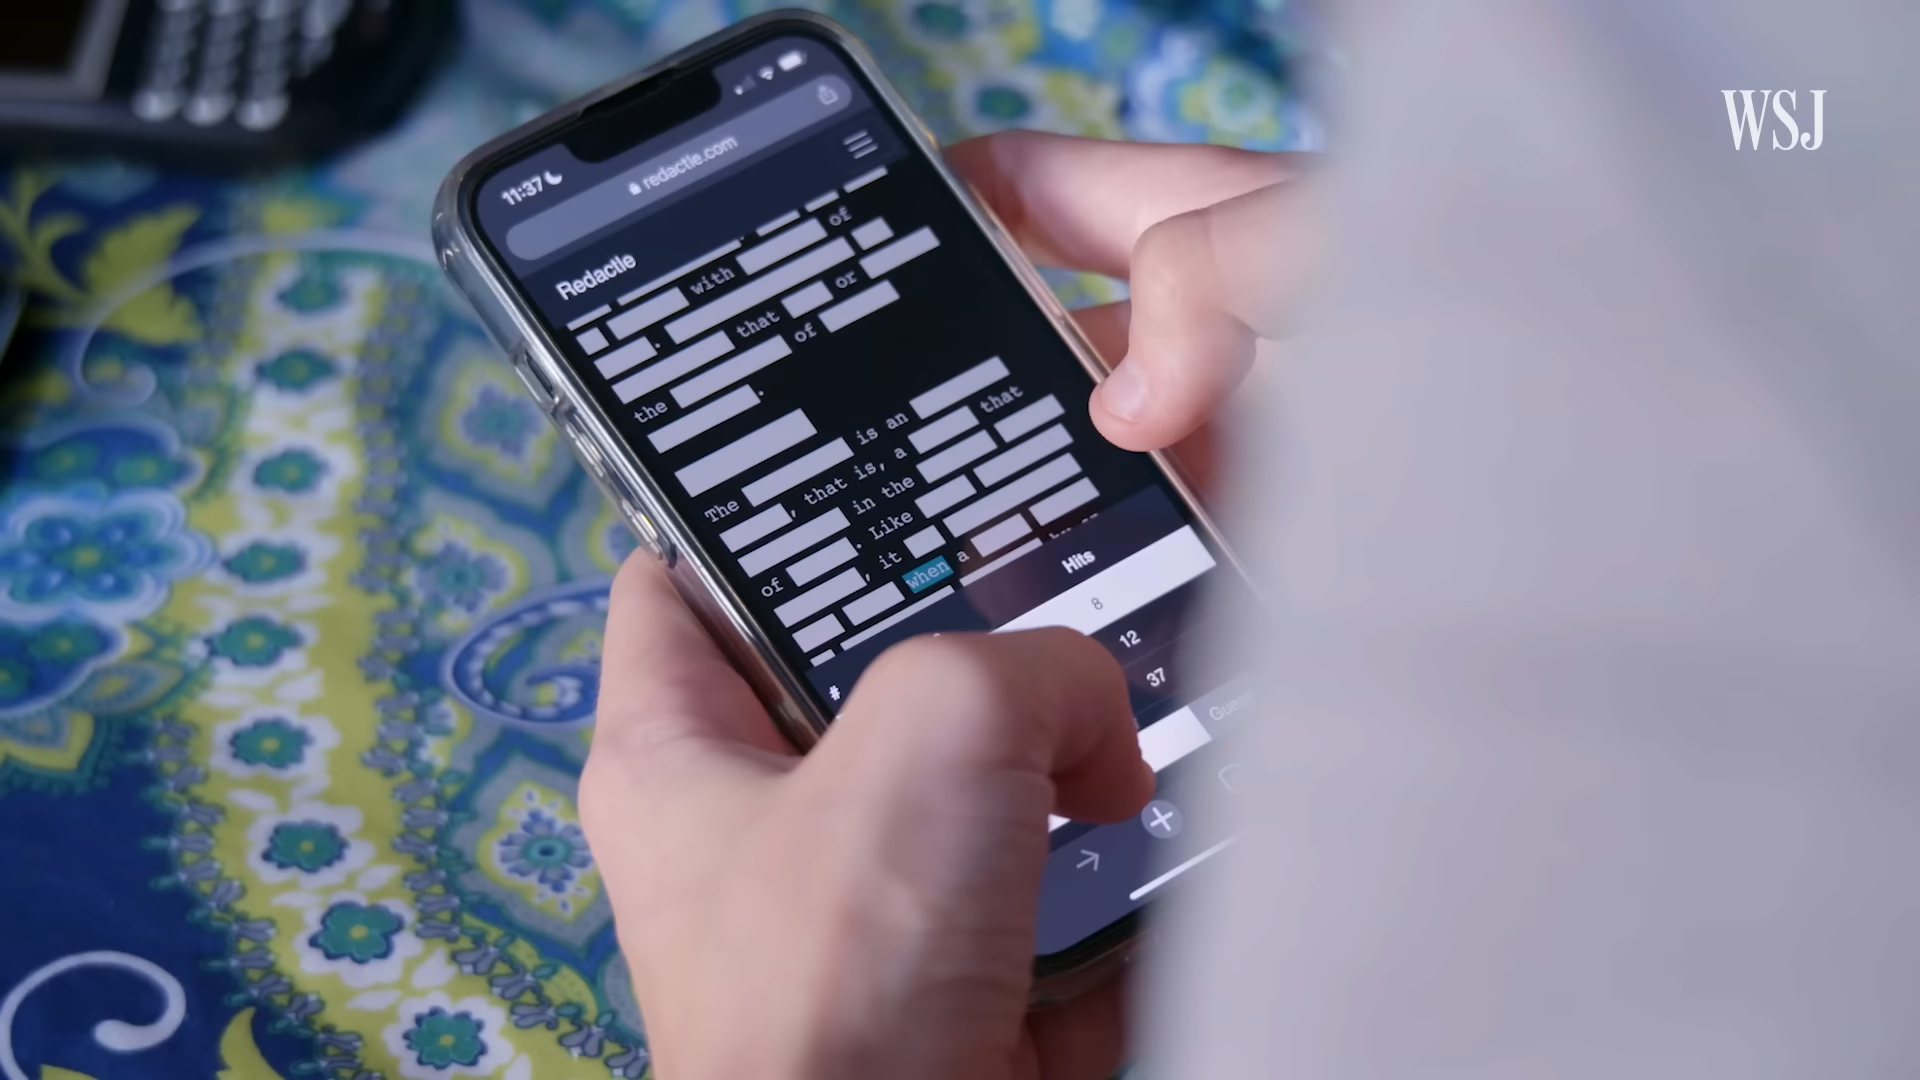 WSJ
11:37
redactle.com
Redactle
of
with
that or
of
the .
is an
The that
, that is, a
in the
. Like
of , it
when a
Hits
8
12
#
37